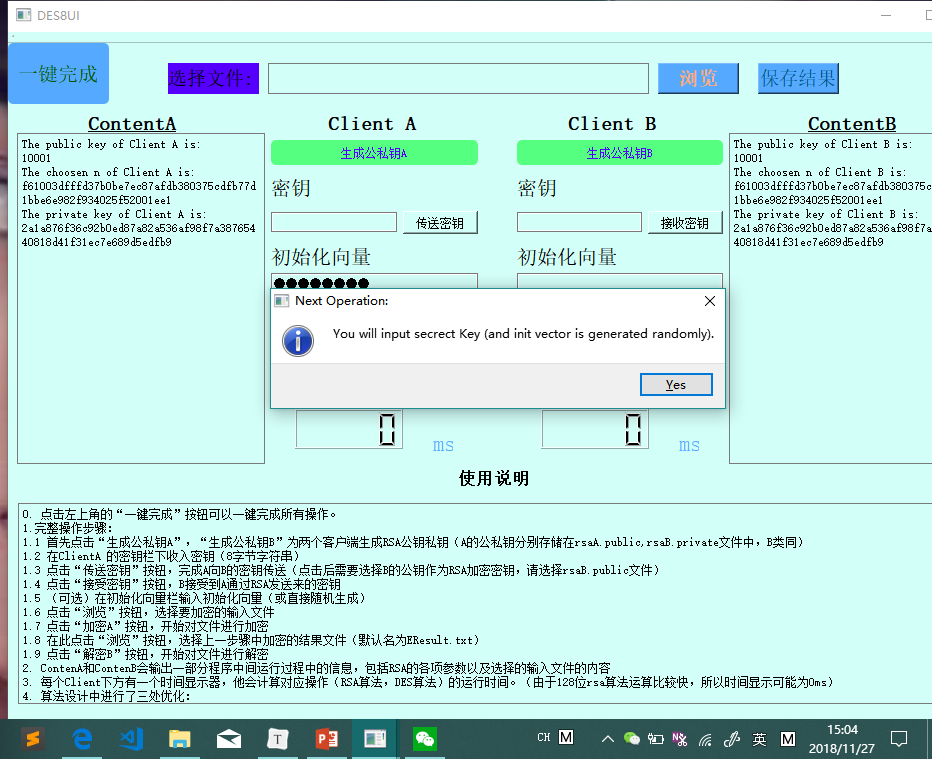 DES8UI
一键完成
选择文件:
浏览
保存结果
ContentA
Client A
Client B
ContentB
The public key of Client A is:
10001
The choosen n of Client A is:
f61003dffffd37b0be7ec87afdb380375cdfb77d
1bbe6e982f934025f52001ee1
The private key of Client A is:
2a1a876f36c92b0ed87a82a536af98f7a387654
40818d41f31ec7e689d5edfb9
生成公私钥A
密钥
传送密钥
初始化向量
生成公私钥B
密钥
接收密钥
初始化向量
The public key of Client B is:
10001
The choosen n of Client B is:
f61003dffffd37b0be7ec87afdb380375c
1bbe6e982f934025f52001ee1
The private key of Client B is:
2a1a876f36c92b0ed87a82a536af98f7a
40818d41f31ec7e689d5edfb9
Next Operation:
You will input secrect Key (and init vector is generated randomly).
Yes
0
ms
0
ms
使用说明
0. 点击左上角的“一键完成”按钮可以一键完成所有操作。
1.完整操作步骤:
1.1 首先点击“生成公私钥A”,“生成公私钥B”为两个客户端生成RSA公钥私钥（A的公私钥分别存储在rsaA.public,rsaB.private文件中，B类同）
1.2 在ClientA 的密钥栏下收入密钥（8字节字符串）
1.3 点击“传送密钥”按钮，完成A向B的密钥传送（点击后需要选择B的公钥作为RSA加密密钥，请选择rsaB.public文件）
1.4 点击“接受密钥”按钮，B接受到A通过RSA发送来的密钥
1.5 （可选）在初始化向量栏输入初始化向量（或直接随机生成）
1.6 点击“浏览”按钮，选择要加密的输入文件
1.7 点击“加密A”按钮，开始对文件进行加密
1.8 在此点击“浏览”按钮，选择上一步骤中加密的结果文件（默认名为EResult.txt）
1.9 点击“解密B”按钮，开始对文件进行解密
2. ContenA和ContenB会输出一部分程序中间运行过程中的信息，包括RSA的各项参数以及选择的输入文件的内容
3. 每个Client下方有一个时间显示器，他会计算对应操作（RSA算法，DES算法）的运行时间。（由于128位rsa算法运算比较快，所以时间显示可能为0ms）
4. 算法设计中进行了三处优化：
CH
M
英
M
15:04
2018/11/27